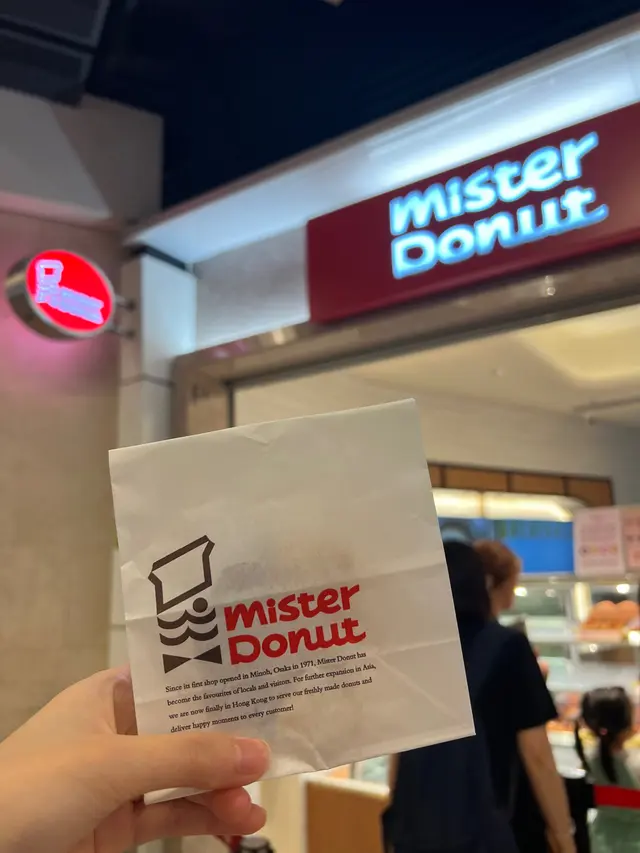 mister
Donut
mister
Donut
Since its first shop opened in Minoh, Osaka in 1971, Mister Donut has
become the favourites of locals and visitors. For further expansion in Asia,
we are now finally in Hong Kong to serve our freshly made donuts and
deliver happy moments to every customer!